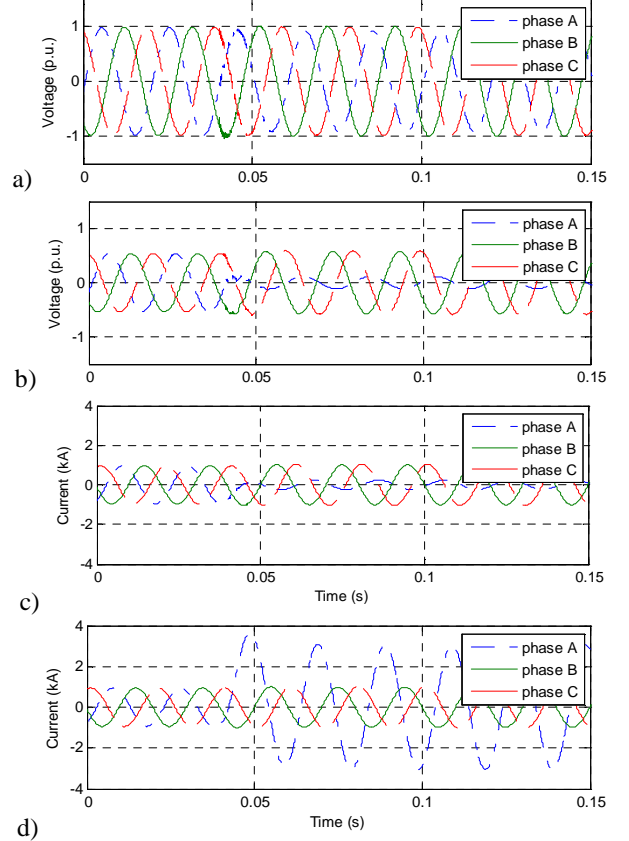 1
0
-1
Voltage (p.u.)
phase A
phase B
phase C
0
0.05
0.1
0.15
a)
1
0
-1
Voltage (p.u.)
phase A
phase B
phase C
0
0.05
0.1
0.15
b)
4
2
0
-2
-4
Current (kA)
phase A
phase B
phase C
0
0.05
0.1
0.15
Time (s)
c)
4
2
0
-2
-4
Current (kA)
phase A
phase B
phase C
0
0.05
0.1
0.15
Time (s)
d)